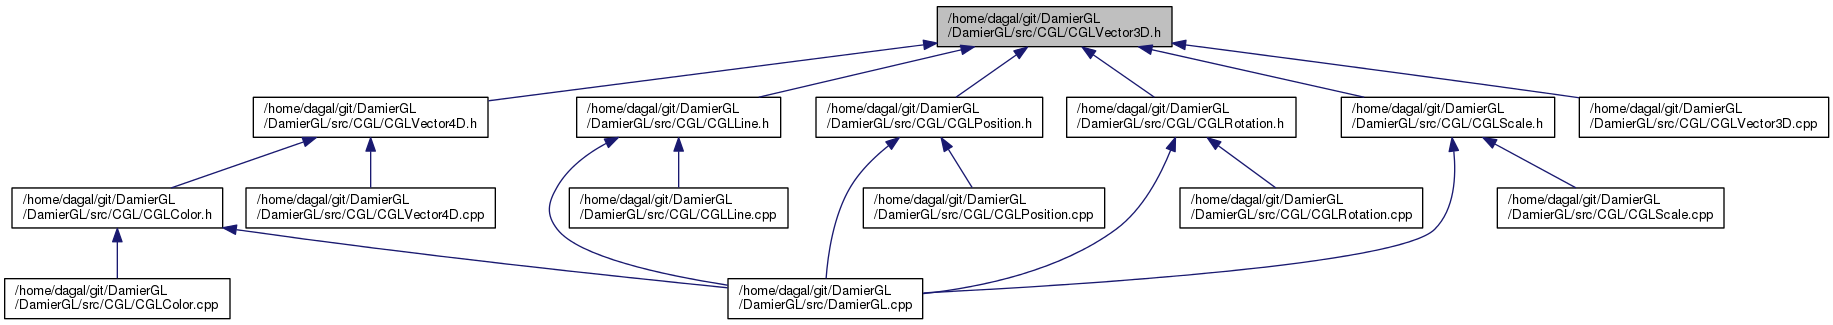 /home/dagal/git/DamierGL
/DamierGL/src/CGL/CGLVector3D.h
/home/dagal/git/DamierGL
/DamierGL/src/CGL/CGLVector4D.h
/home/dagal/git/DamierGL
/DamierGL/src/CGL/CGLLine.h
/home/dagal/git/DamierGL
/DamierGL/src/CGL/CGLPosition.h
/home/dagal/git/DamierGL
/DamierGL/src/CGL/CGLRotation.h
/home/dagal/git/DamierGL
/DamierGL/src/CGL/CGLScale.h
/home/dagal/git/DamierGL
/DamierGL/src/CGL/CGLVector3D.cpp
/home/dagal/git/DamierGL
/DamierGL/src/CGL/CGLColor.h
/home/dagal/git/DamierGL
/DamierGL/src/CGL/CGLVector4D.cpp
/home/dagal/git/DamierGL
/DamierGL/src/CGL/CGLLine.cpp
/home/dagal/git/DamierGL
/DamierGL/src/CGL/CGLPosition.cpp
/home/dagal/git/DamierGL
/DamierGL/src/CGL/CGLRotation.cpp
/home/dagal/git/DamierGL
/DamierGL/src/CGL/CGLScale.cpp
/home/dagal/git/DamierGL
/DamierGL/src/CGL/CGLColor.cpp
/home/dagal/git/DamierGL
/DamierGL/src/DamierGL.cpp